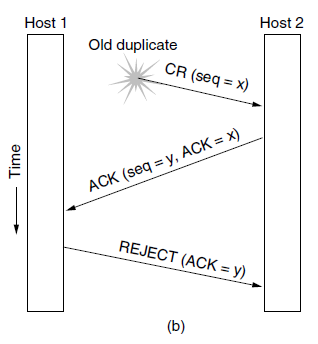 Host 1
Host 2
Old duplicate
CR (seq = x)
ACK (seq = y, ACK = x)
Time
REJECT (ACK = y)
(b)